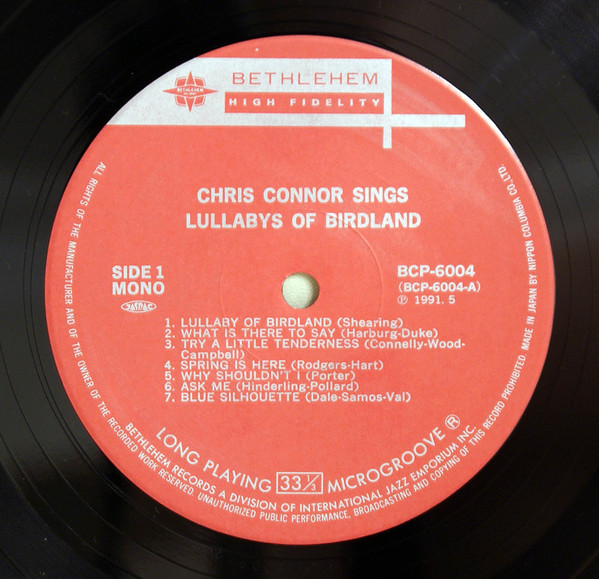 BETHLEHEM
BETHLEHEM
HIGH FIDELITY
CHRIS CONNOR SINGS
LULLABYS OF BIRDLAND
SIDE 1
MONO
JASRAC
BCP-6004
(BCP-6004-A)
Ⓟ 1991. 5
1. LULLABY OF BIRDLAND (Shearing)
2. WHAT IS THERE TO SAY (Harburg-Duke)
3. TRY A LITTLE TENDERNESS (Connelly-Wood-
Campbell)
4. SPRING IS HERE (Rodgers-Hart)
5. WHY SHOULDN'T I (Porter)
6. ASK ME (Hinderling-Pollard)
7. BLUE SILHOUETTE (Dale-Samos-Val)
LONG PLAYING 33⅓ MICROGROOVE®
BETHLEHEM RECORDS A DIVISION OF INTERNATIONAL JAZZ EMPORIUM INC.
ALL RIGHTS OF THE MANUFACTURER AND OF THE OWNER OF THE RECORDED WORK RESERVED. UNAUTHORIZED PUBLIC PERFORMANCE, BROADCASTING AND COPYING OF THIS RECORD PROHIBITED. MADE IN JAPAN BY NIPPON COLUMBIA CO., LTD.